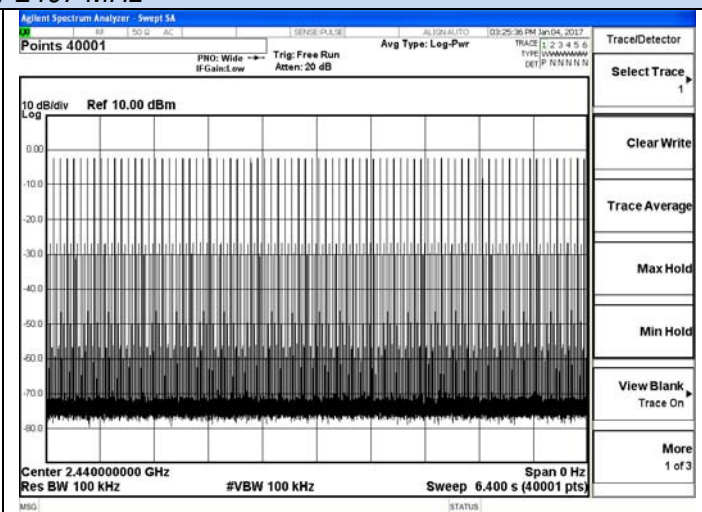 Agilent Spectrum Analyzer - Swept SA
RF 50 Ω AC SENSE:PULSE ALIGN AUTO 03:25:36 PM Jan 04, 2017
Points 40001
PNO: Wide
IFGain:Low
Trig: Free Run
Atten: 20 dB
Avg Type: Log-Pwr
TRACE 1 2 3 4 5 6
TYPE
DET P N N N N N
10 dB/div Ref 10.00 dBm
Log
0.00
-10.0
-20.0
-30.0
-40.0
-50.0
-60.0
-70.0
-80.0
Center 2.440000000 GHz Span 0 Hz
Res BW 100 kHz #VBW 100 kHz Sweep 6.400 s (40001 pts)
MSG STATUS
Trace/Detector
Select Trace
1
Clear Write
Trace Average
Max Hold
Min Hold
View Blank
Trace On
More
1 of 3